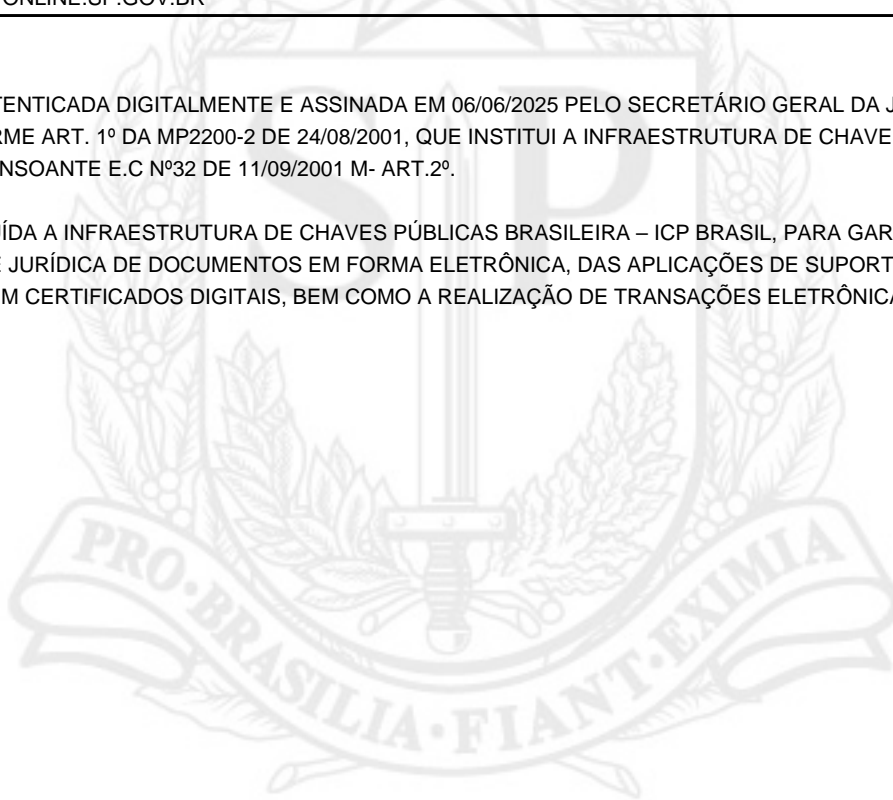 ONLINE.SP.GOV.BR
TENTICADA DIGITALMENTE E ASSINADA EM 06/06/2025 PELO SECRETÁRIO GERAL DA J
RME ART. 1º DA MP2200-2 DE 24/08/2001, QUE INSTITUI A INFRAESTRUTURA DE CHAVE
NSOANTE E.C Nº32 DE 11/09/2001 M- ART.2º.
UÍDA A INFRAESTRUTURA DE CHAVES PÚBLICAS BRASILEIRA – ICP BRASIL, PARA GAR
E JURÍDICA DE DOCUMENTOS EM FORMA ELETRÔNICA, DAS APLICAÇÕES DE SUPORT
M CERTIFICADOS DIGITAIS, BEM COMO A REALIZAÇÃO DE TRANSAÇÕES ELETRÔNICA
SP
PRO·BRASILIA·FIANT·EXIMIA